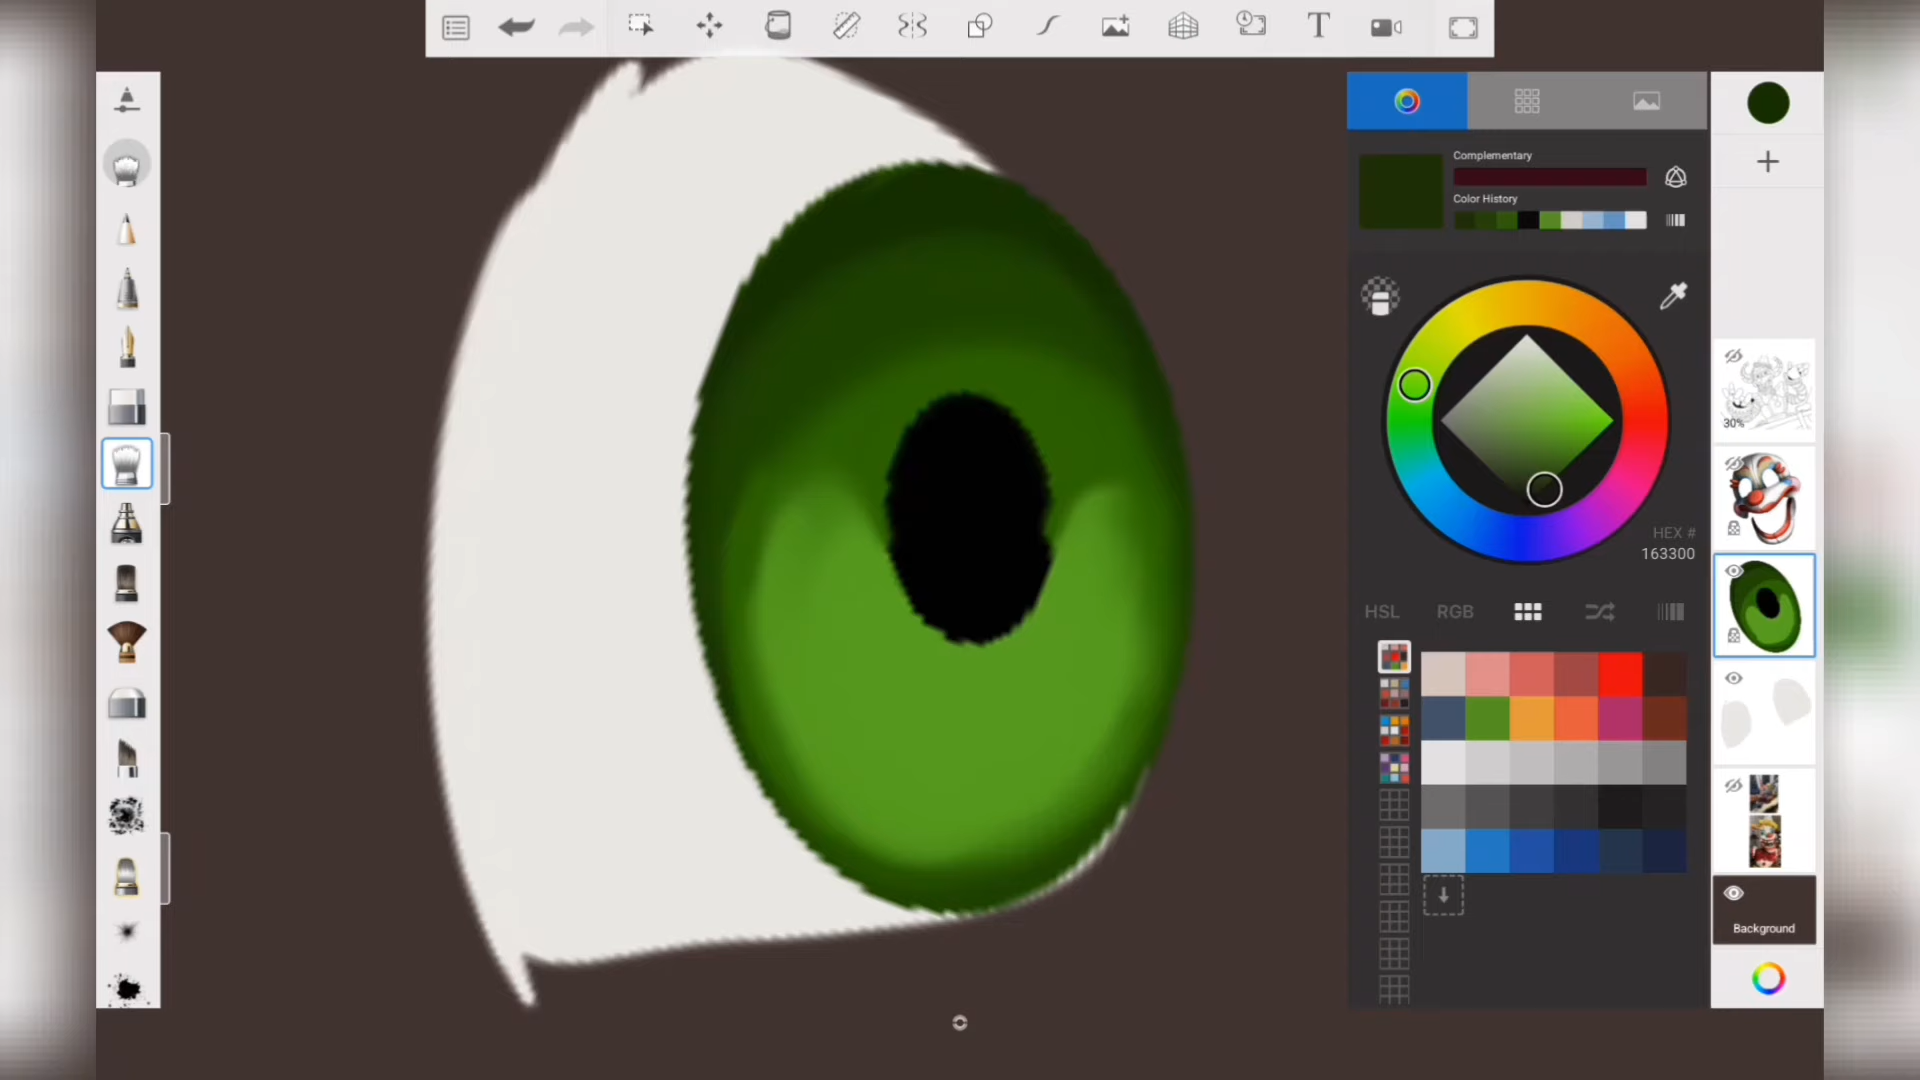 T
Complementary
Color History
HEX #
163300
HSL
RGB
30%
Background